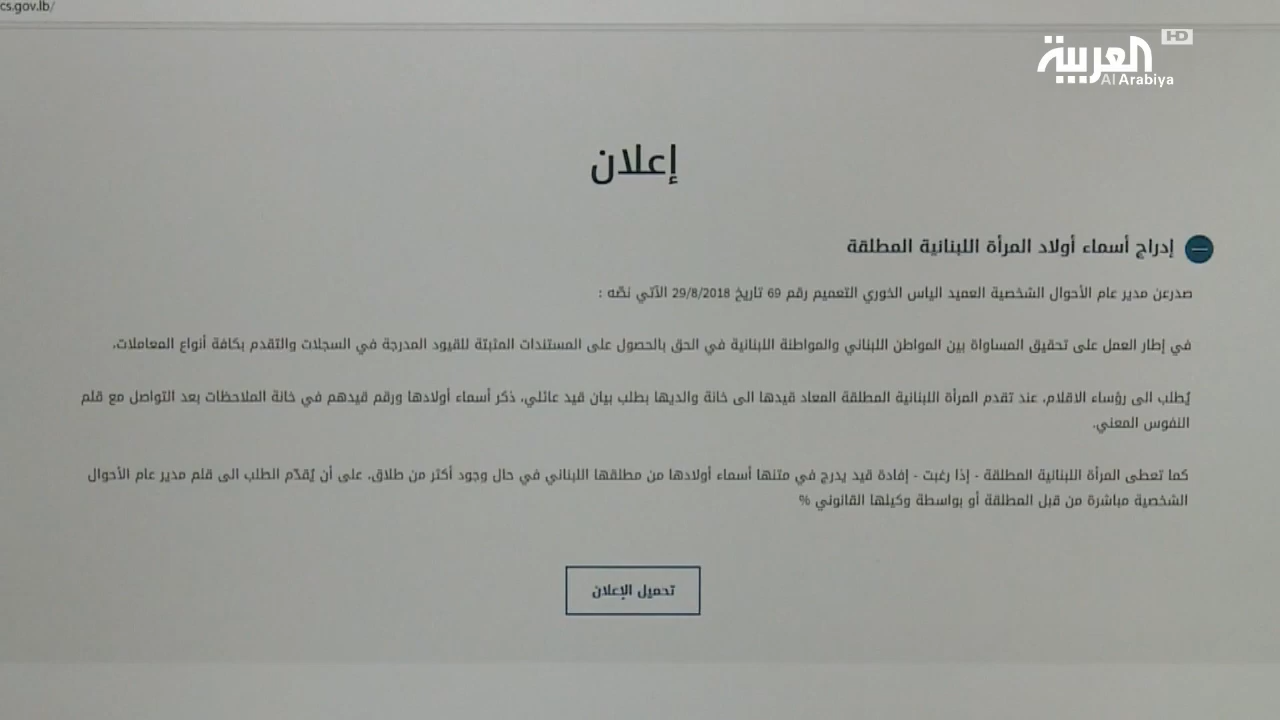 cs.gov.lb/
HD
العربية
Al Arabiya
إعلان
إدراج أسماء أولاد المرأة اللبنانية المطلقة
صدرعن مدير عام الأحوال الشخصية العميد الياس الخوري التعميم رقم 69 تاريخ 29/8/2018 الآتي نصّه :
في إطار العمل على تحقيق المساواة بين المواطن اللبناني والمواطنة اللبنانية في الحق بالحصول على المستندات المثبتة للقيود المدرجة في السجلات والتقدم بكافة أنواع المعاملات،
يُطلب الى رؤساء الاقلام، عند تقدم المرأة اللبنانية المطلقة المعاد قيدها الى خانة والديها بطلب بيان قيد عائلي، ذكر أسماء أولادها ورقم قيدهم في خانة الملاحظات بعد التواصل مع قلم
النفوس المعني.
كما تعطى المرأة اللبنانية المطلقة - إذا رغبت - إفادة قيد يدرج في متنها أسماء أولادها من مطلقها اللبناني في حال وجود أكثر من طلاق، على أن يُقدّم الطلب الى قلم مدير عام الأحوال
الشخصية مباشرة من قبل المطلقة أو بواسطة وكيلها القانوني %
تحميل الإعلان